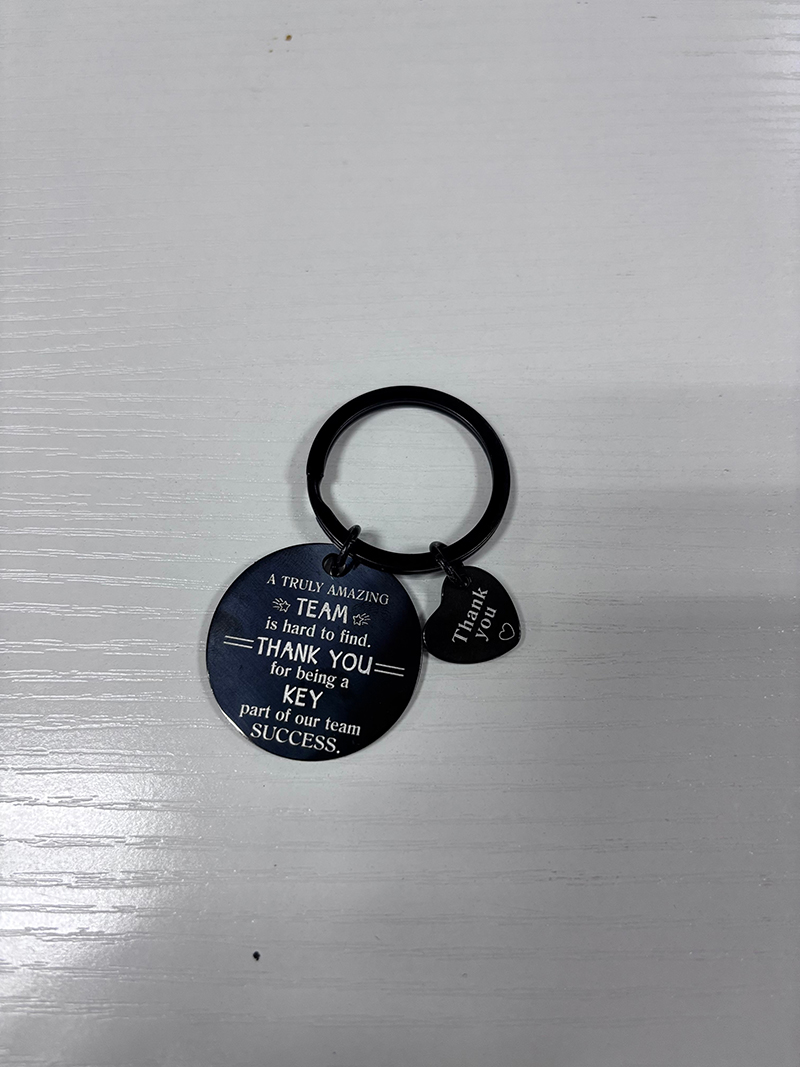 A TRULY AMAZING
TEAM
is hard to find.
THANK YOU
for being a
KEY
part of our team
SUCCESS.
Thank
you